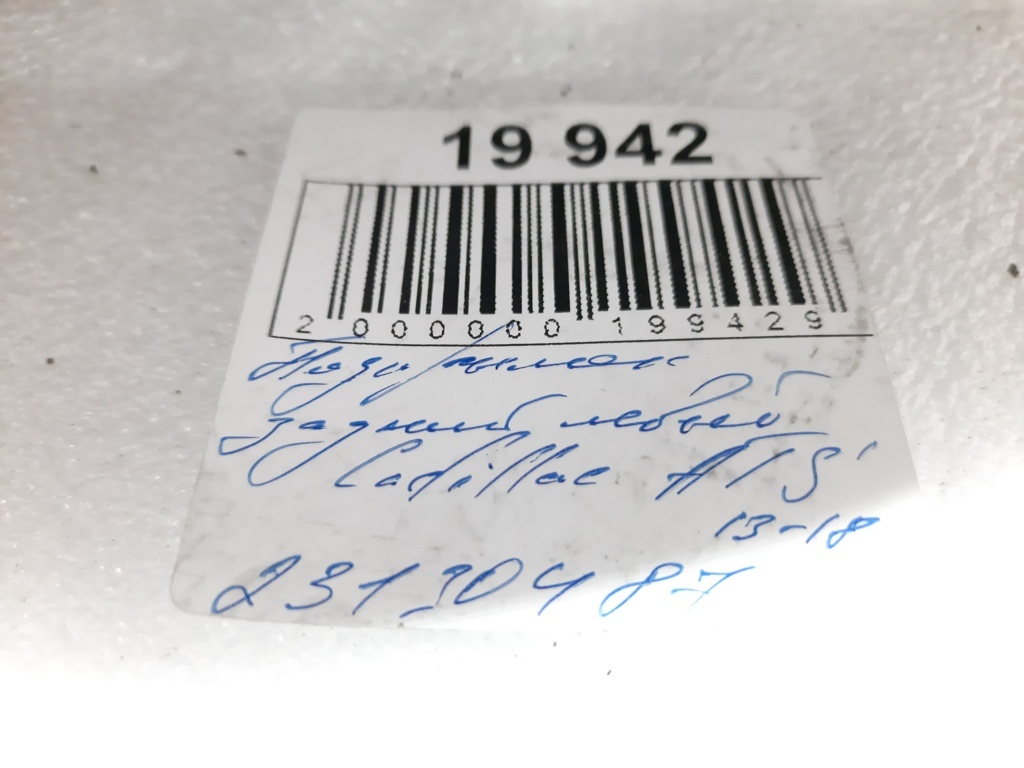 19 942
2 000000 199429
Подкрылок
задний левый
Cadillac ATS
13-18
23130487